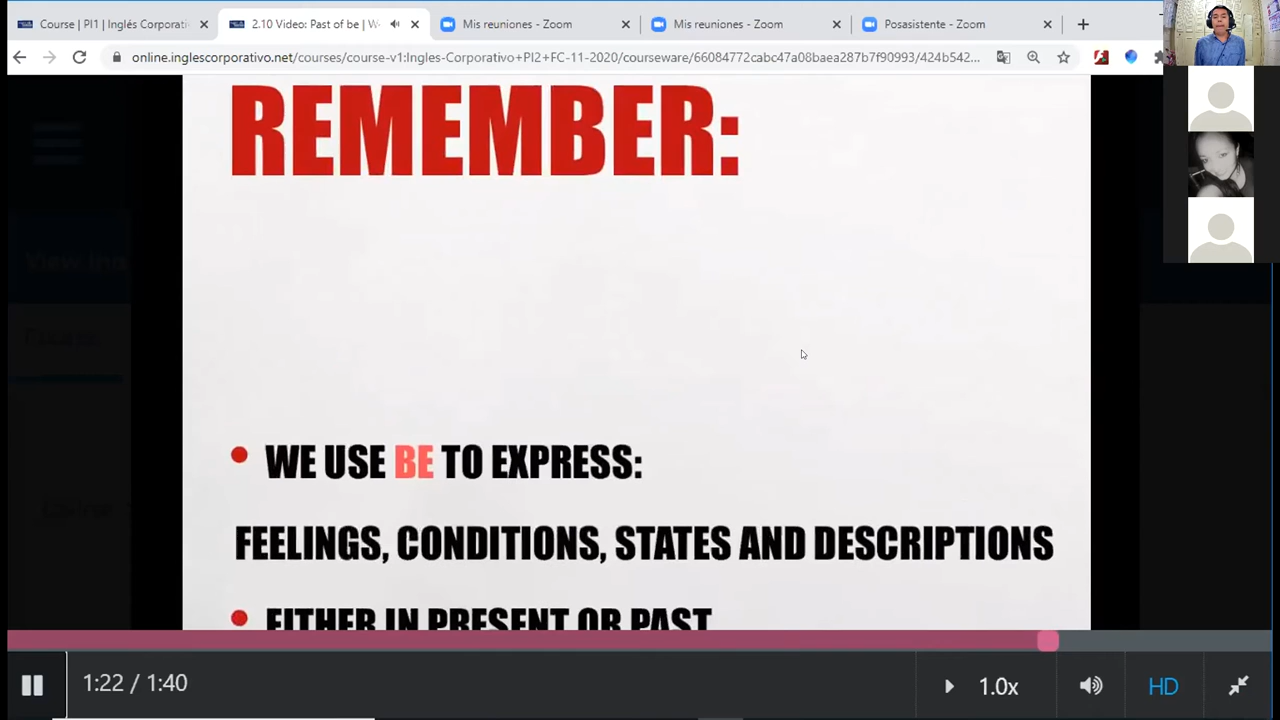 Course | PI1 | Inglés Corporati
2.10 Video: Past of be | W
Mis reuniones - Zoom
Mis reuniones - Zoom
Posasistente - Zoom
online.inglescorporativo.net/courses/course-v1:Ingles-Corporativo+PI2+FC-11-2020/courseware/66084772cabc47a08baea287b7f90993/424b542...
REMEMBER:
WE USE BE TO EXPRESS:
FEELINGS, CONDITIONS, STATES AND DESCRIPTIONS
EITHER IN PRESENT OR PAST
1:22 / 1:40
1.0x
HD